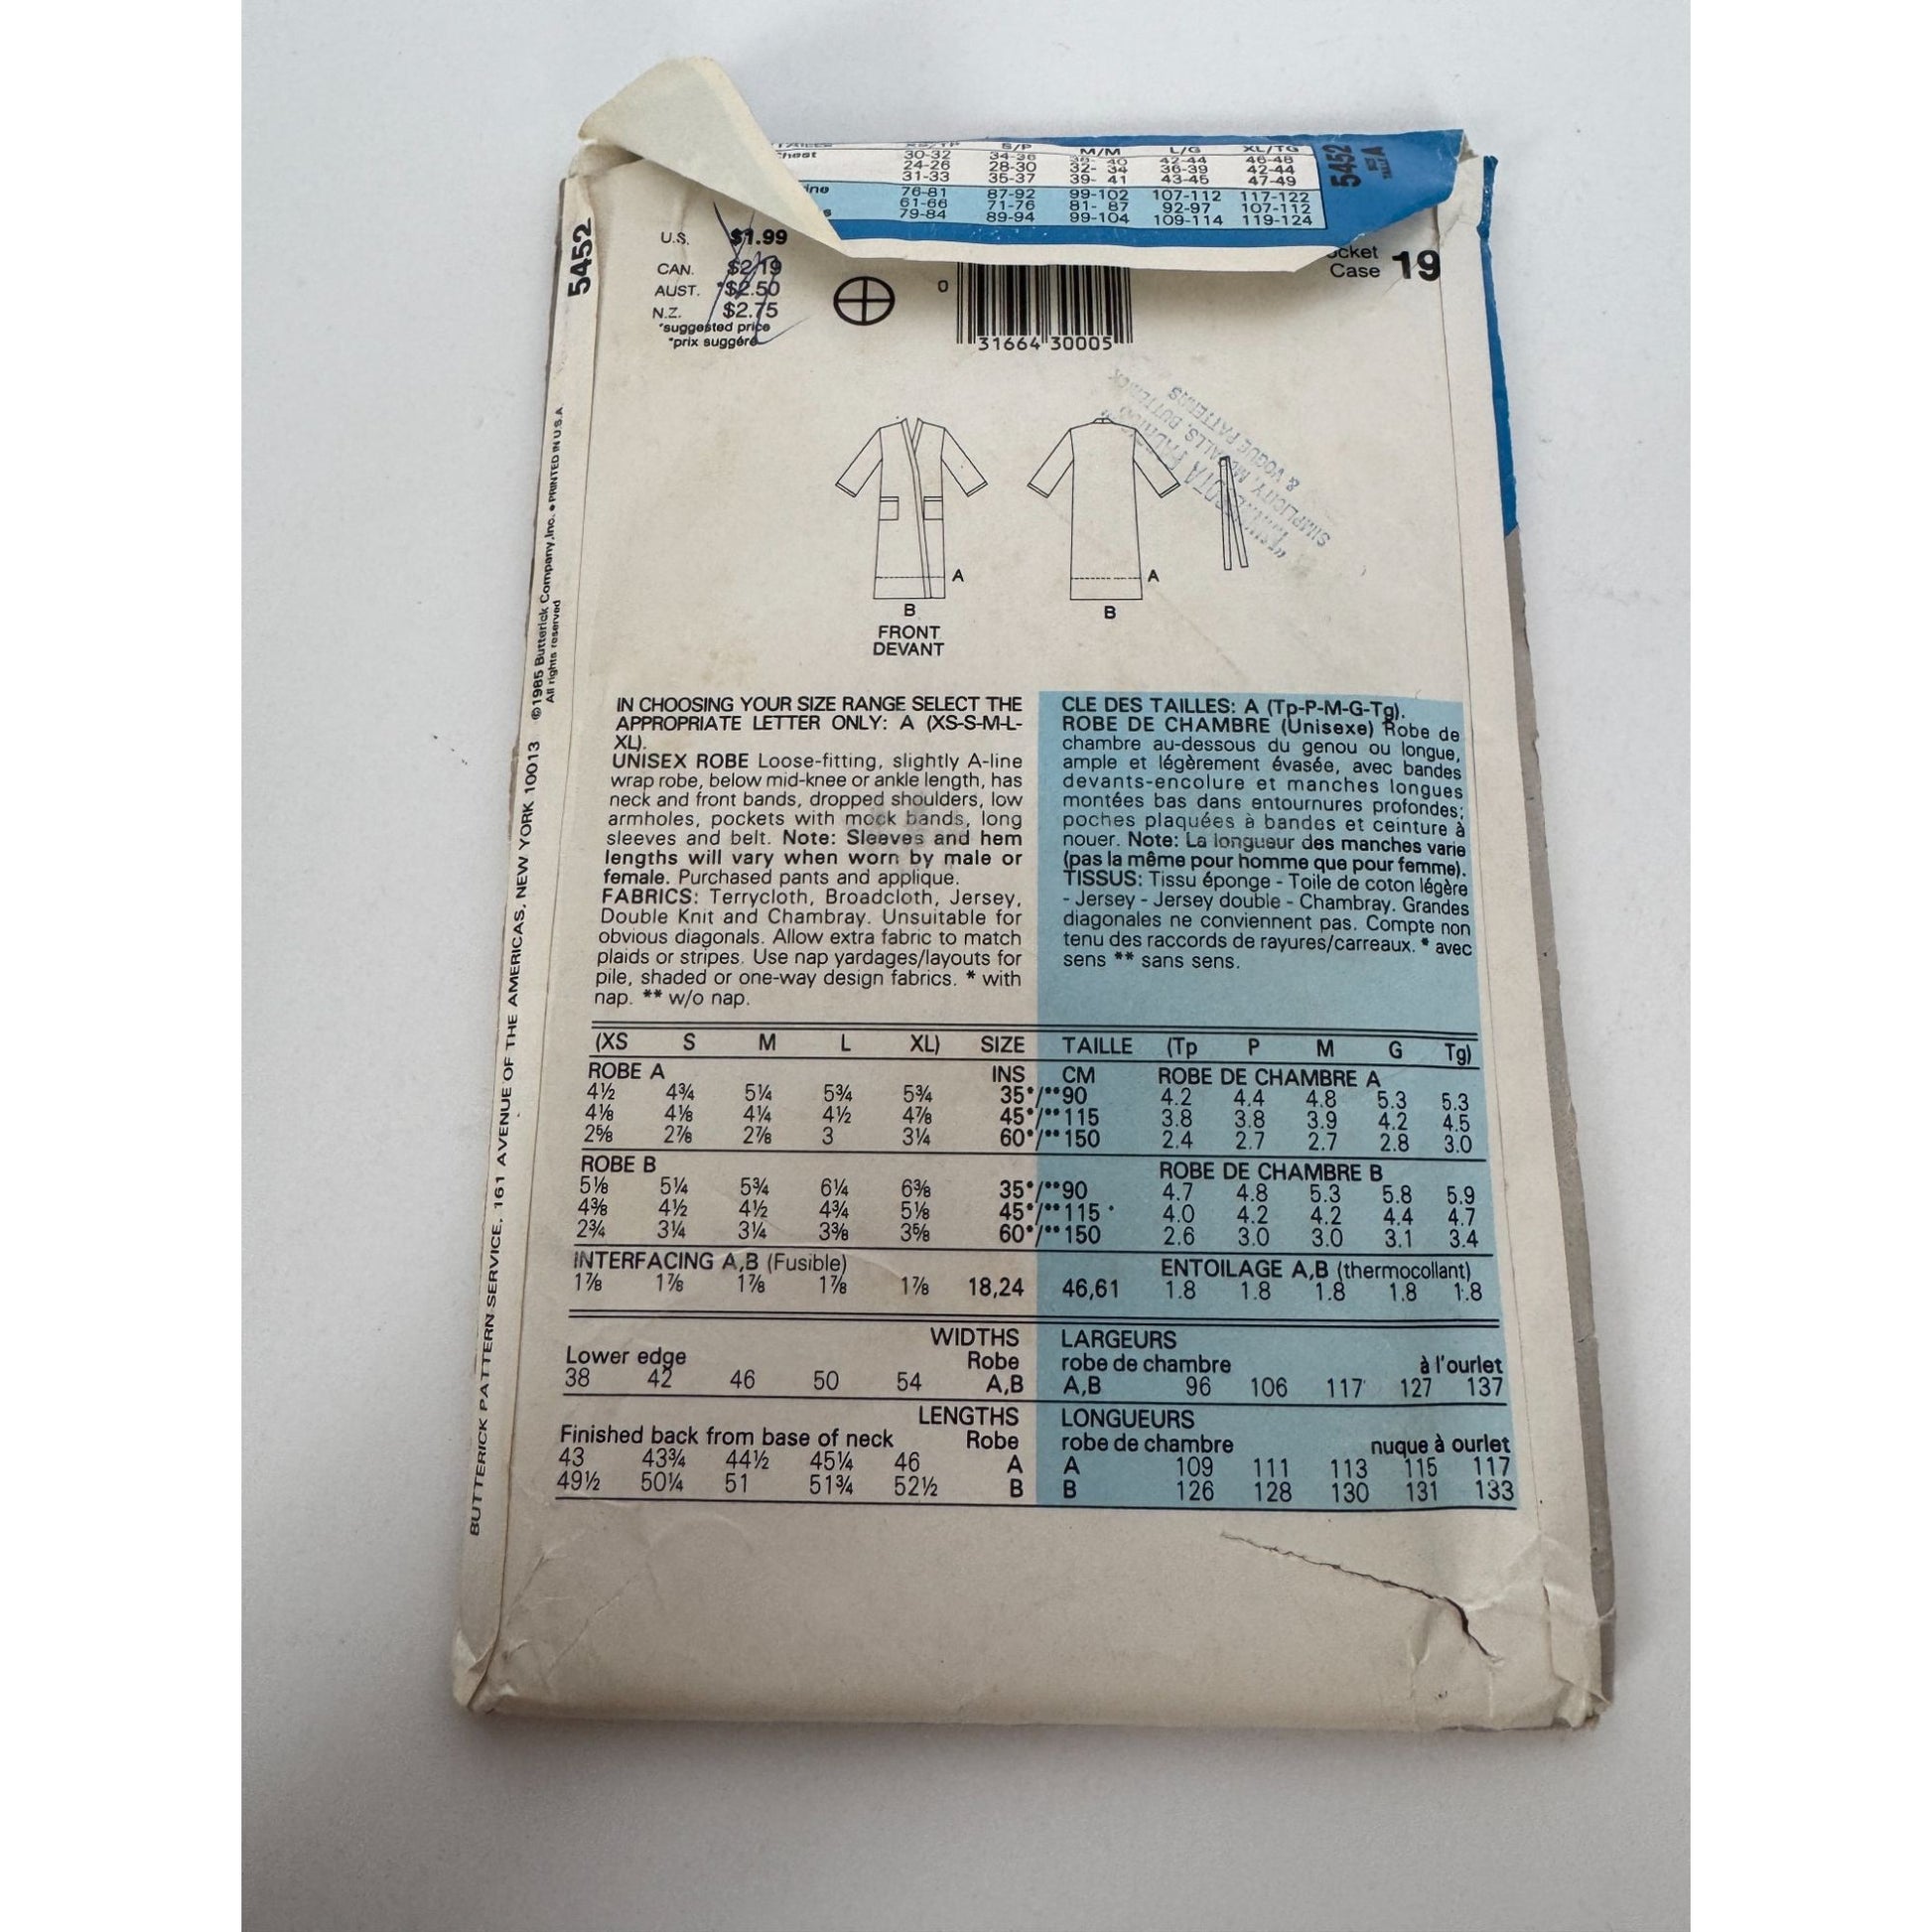 XS/TP S/P M/M L/G XL/TG
Chest 30-32 34-36 38- 40 42-44 46-48
24-26 28-30 32- 34 36-39 42-44
31-33 35-37 39- 41 43-45 47-49
76-81 87-92 99-102 107-112 117-122
61-66 71-76 81- 87 92-97 107-112
79-84 89-94 99-104 109-114 119-124
5452 A
5452
U.S. $1.99
CAN. $2.19
AUST. *$2.50
N.Z. $2.75
*suggested price
*prix suggéré
0 31664 30005
Case 19
SIMPLICITY, McCALLS, BUTTERICK
& VOGUE PATTERNS
A
B
FRONT
DEVANT
A
B
©1985 Butterick Company,Inc. • PRINTED IN U.S.A.
All rights reserved
BUTTERICK PATTERN SERVICE, 161 AVENUE OF THE AMERICAS, NEW YORK 10013
IN CHOOSING YOUR SIZE RANGE SELECT THE
APPROPRIATE LETTER ONLY: A (XS-S-M-L-
XL).
UNISEX ROBE Loose-fitting, slightly A-line
wrap robe, below mid-knee or ankle length, has
neck and front bands, dropped shoulders, low
armholes, pockets with mock bands, long
sleeves and belt. Note: Sleeves and hem
lengths will vary when worn by male or
female. Purchased pants and applique.
FABRICS: Terrycloth, Broadcloth, Jersey,
Double Knit and Chambray. Unsuitable for
obvious diagonals. Allow extra fabric to match
plaids or stripes. Use nap yardages/layouts for
pile, shaded or one-way design fabrics. * with
nap. ** w/o nap.
CLE DES TAILLES: A (Tp-P-M-G-Tg).
ROBE DE CHAMBRE (Unisexe) Robe de
chambre au-dessous du genou ou longue,
ample et légèrement évasée, avec bandes
devants-encolure et manches longues
montées bas dans entournures profondes;
poches plaquées à bandes et ceinture à
nouer. Note: La longueur des manches varie
(pas la même pour homme que pour femme).
TISSUS: Tissu éponge - Toile de coton légère
- Jersey - Jersey double - Chambray. Grandes
diagonales ne conviennent pas. Compte non
tenu des raccords de rayures/carreaux. * avec
sens ** sans sens.
(XS S M L XL) SIZE TAILLE (Tp P M G Tg)
ROBE A INS CM ROBE DE CHAMBRE A
4½ 4¾ 5¼ 5¾ 5¾ 35*/**90 4.2 4.4 4.8 5.3 5.3
4⅛ 4⅛ 4¼ 4½ 4⅞ 45*/**115 3.8 3.8 3.9 4.2 4.5
2⅝ 2⅞ 2⅞ 3 3¼ 60*/**150 2.4 2.7 2.7 2.8 3.0
ROBE B ROBE DE CHAMBRE B
5⅛ 5¼ 5¾ 6¼ 6⅜ 35*/**90 4.7 4.8 5.3 5.8 5.9
4⅜ 4½ 4½ 4¾ 5⅛ 45*/**115 4.0 4.2 4.2 4.4 4.7
2¾ 3¼ 3¼ 3⅜ 3⅝ 60*/**150 2.6 3.0 3.0 3.1 3.4
INTERFACING A,B (Fusible) ENTOILAGE A,B (thermocollant)
1⅞ 1⅞ 1⅞ 1⅞ 1⅞ 18,24 46,61 1.8 1.8 1.8 1.8 1.8
WIDTHS LARGEURS
Lower edge Robe robe de chambre à l'ourlet
38 42 46 50 54 A,B A,B 96 106 117 127 137
LENGTHS LONGUEURS
Finished back from base of neck Robe robe de chambre nuque à ourlet
43 43¾ 44½ 45¼ 46 A A 109 111 113 115 117
49½ 50¼ 51 51¾ 52½ B B 126 128 130 131 133